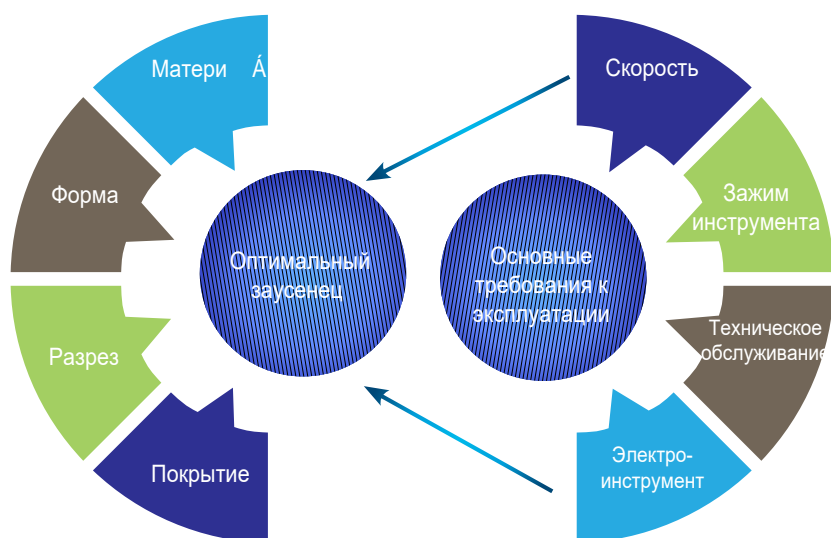 Матери Á
Форма
Разрез
Покрытие
Оптимальный
заусенец
Основные
требования к
эксплуатации
Скорость
Зажим
инструмента
Техническое
обслуживание
Электро-
инструмент